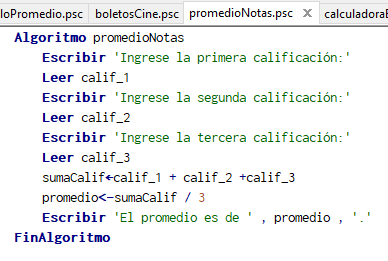 loPromedio.psc boletosCine.psc promedioNotas.psc X calculadora
Algoritmo promedioNotas
Escribir 'Ingrese la primera calificación:'
Leer calif_1
Escribir 'Ingrese la segunda calificación:'
Leer calif_2
Escribir 'Ingrese la tercera calificación:'
Leer calif_3
sumaCalif←calif_1 + calif_2 +calif_3
promedio<-sumaCalif / 3
Escribir 'El promedio es de ' , promedio , '.'
FinAlgoritmo